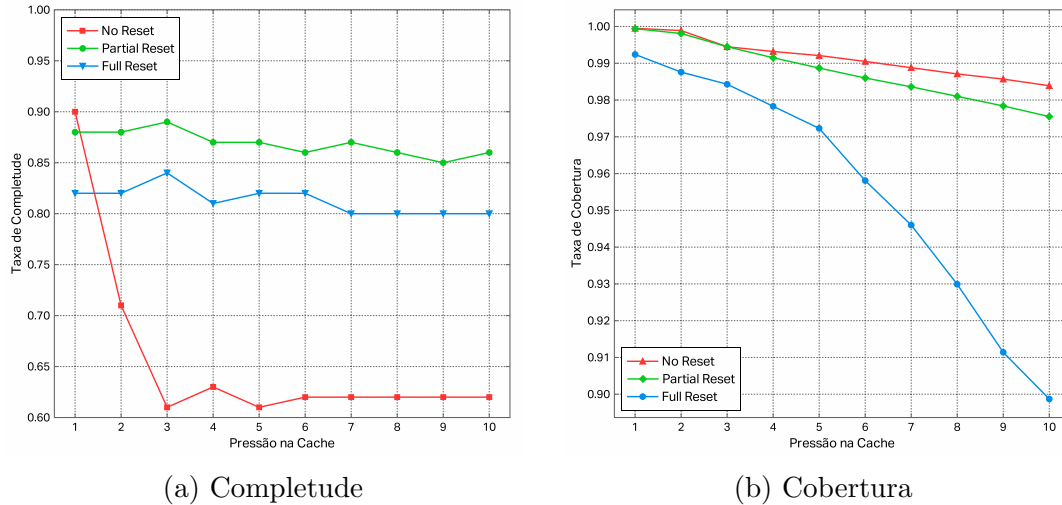 1.00
0.95
0.90
0.85
0.80
0.75
0.70
0.65
0.60
Taxa de Completude
No Reset
Partial Reset
Full Reset
1 2 3 4 5 6 7 8 9 10
Pressão na Cache
(a) Completude
1.00
0.99
0.98
0.97
0.96
0.95
0.94
0.93
0.92
0.91
0.90
Taxa de Cobertura
No Reset
Partial Reset
Full Reset
1 2 3 4 5 6 7 8 9 10
Pressão na Cache
(b) Cobertura